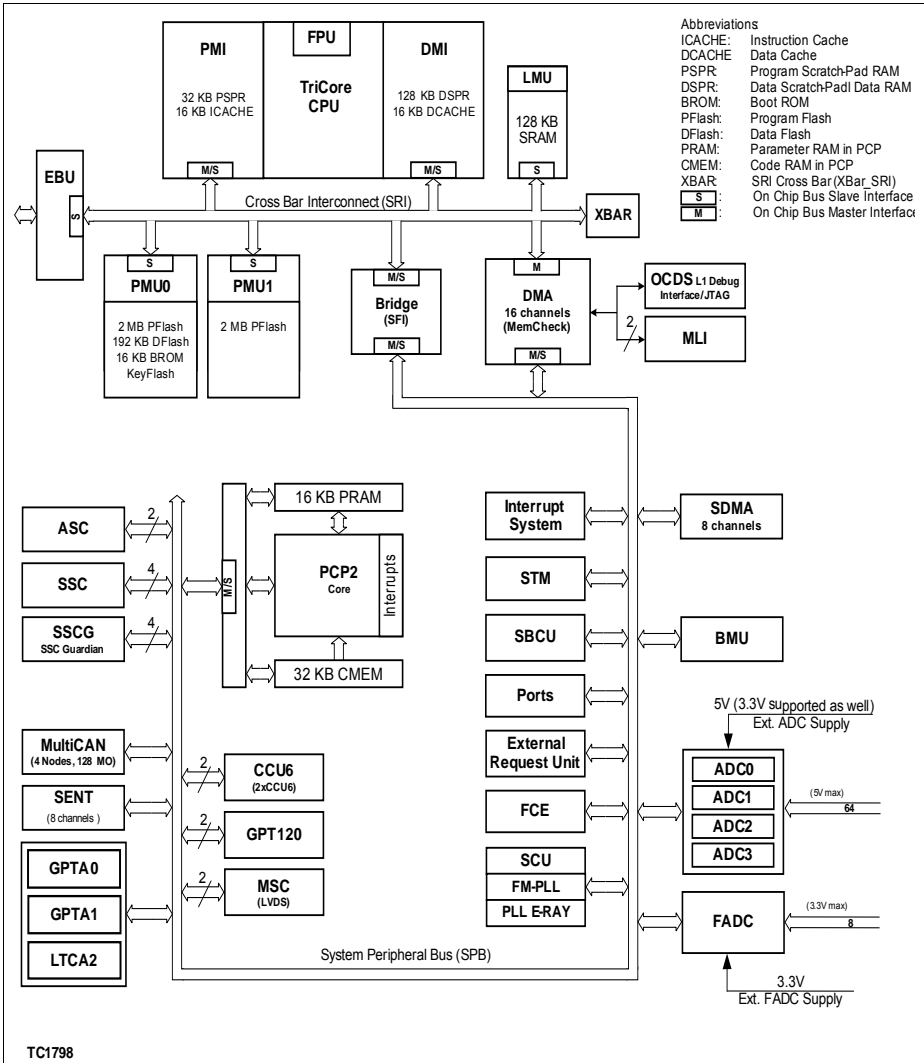 PMI
FPU
DMI
TriCore
CPU
32 KB PSPR
16 KB ICACHE
128 KB DSPR
16 KB DCACHE
M/S
M/S
LMU
128 KB
SRAM
S
Abbreviations:
ICACHE: Instruction Cache
DCACHE Data Cache
PSPR: Program Scratch-Pad RAM
DSPR: Data Scratch-Padl Data RAM
BROM: Boot ROM
PFlash: Program Flash
DFlash: Data Flash
PRAM: Parameter RAM in PCP
CMEM: Code RAM in PCP
XBAR: SRI Cross Bar (XBar_SRI)
S : On Chip Bus Slave Interface
M : On Chip Bus Master Interface
EBU
S
Cross Bar Interconnect (SRI)
XBAR
S
PMU0
2 MB PFlash
192 KB DFlash
16 KB BROM
KeyFlash
S
PMU1
2 MB PFlash
M/S
Bridge
(SFI)
M/S
M
DMA
16 channels
(MemCheck)
M/S
OCDS L1 Debug
Interface/JTAG
2
MLI
ASC
2
SSC
4
SSCG
SSC Guardian
4
M/S
16 KB PRAM
PCP2
Core
Interrupts
32 KB CMEM
Interrupt
System
SDMA
8 channels
STM
SBCU
BMU
Ports
External
Request Unit
5V (3.3V supported as well)
Ext. ADC Supply
MultiCAN
(4 Nodes, 128 MO)
SENT
(8 channels )
2
CCU6
(2xCCU6)
2
GPT120
2
MSC
(LVDS)
FCE
ADC0
ADC1
ADC2
ADC3
(5V max)
64
GPTA0
GPTA1
LTCA2
SCU
FM-PLL
PLL E-RAY
FADC
(3.3V max)
8
System Peripheral Bus (SPB)
3.3V
Ext. FADC Supply
TC1798